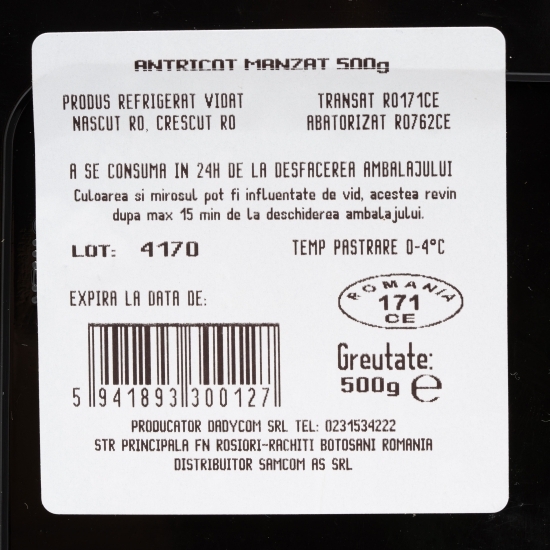 ANTRICOT MANZAT 500g
PRODUS REFRIGERAT VIDAT
NASCUT RO, CRESCUT RO
TRANSAT RO171CE
ABATORIZAT RO762CE
A SE CONSUMA IN 24H DE LA DESFACEREA AMBALAJULUI
Culoarea si mirosul pot fi influentate de vid, acestea revin
dupa max 15 min de la deschiderea ambalajului.
LOT: 4170
TEMP PASTRARE 0-4°C
EXPIRA LA DATA DE:
ROMANIA
171
CE
Greutate:
500g e
5 941893 300127
PRODUCATOR DADYCOM SRL TEL: 0231534222
STR PRINCIPALA FN ROSIORI-RACHITI BOTOSANI ROMANIA
DISTRIBUITOR SAMCOM AS SRL